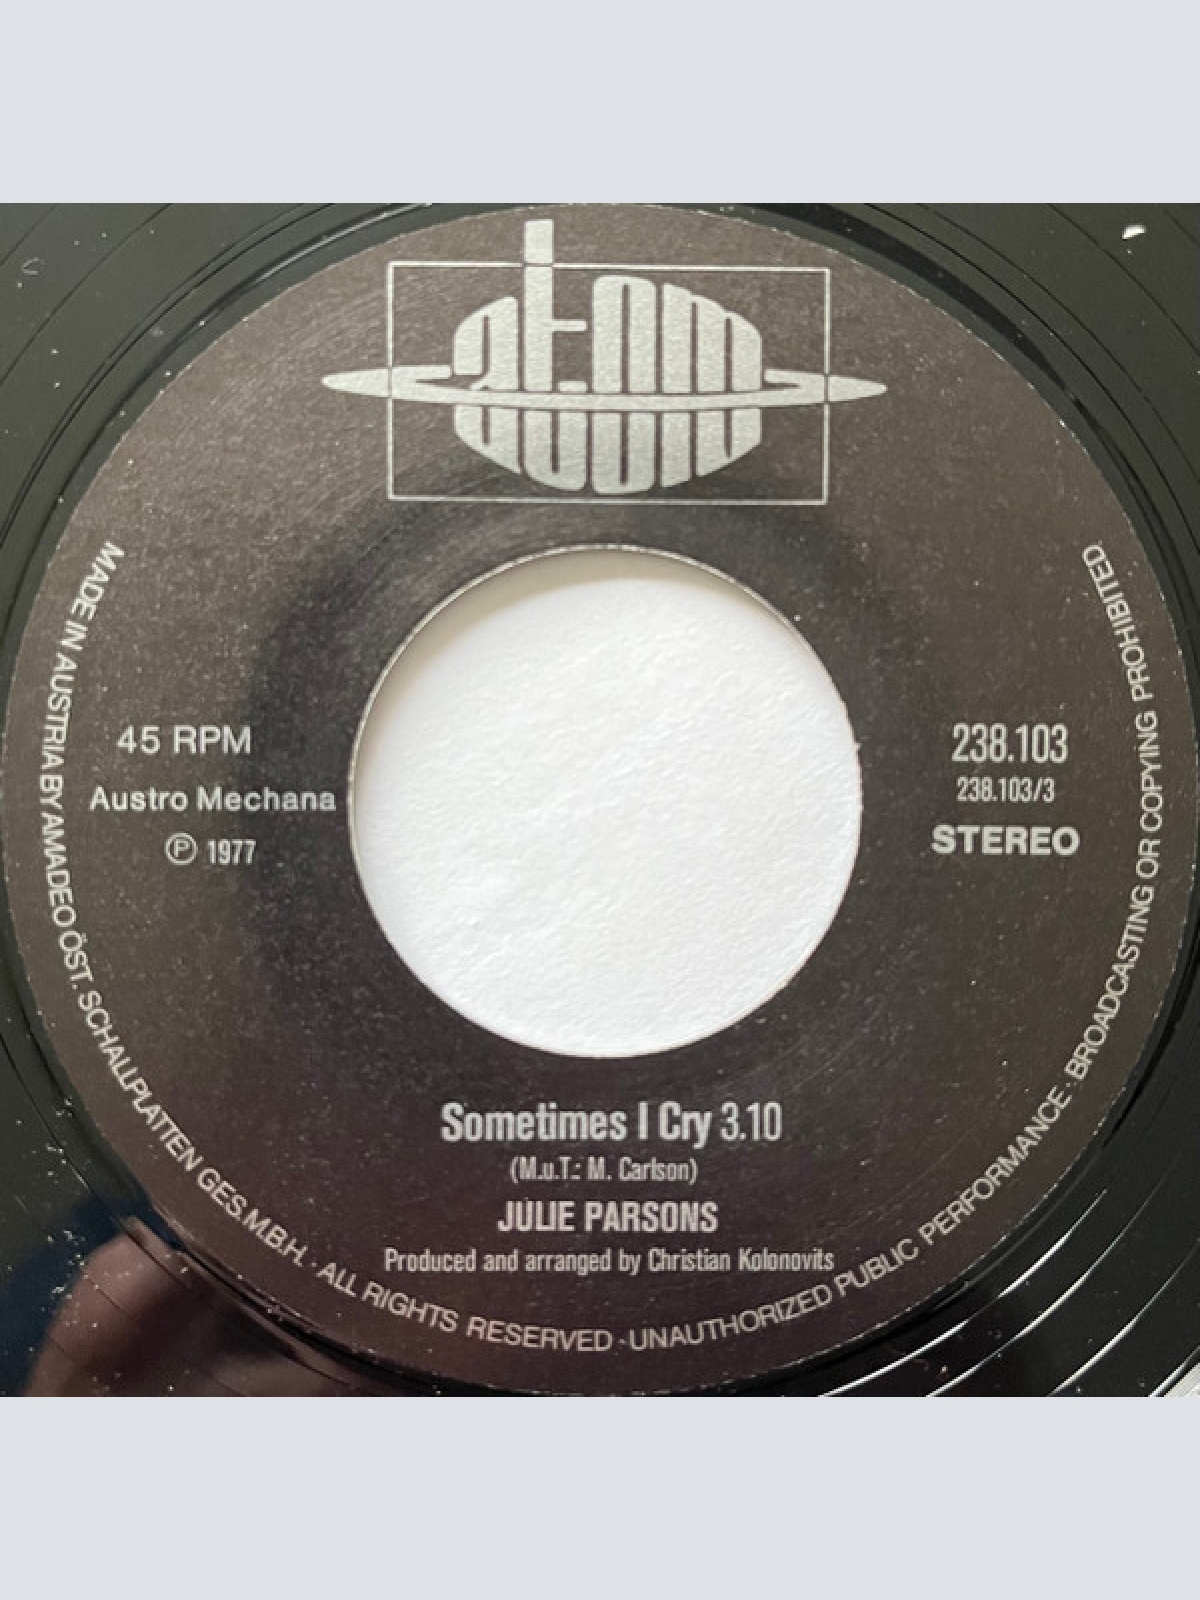 atom
45 RPM
Austro Mechana
Ⓟ 1977
238.103
238.103/3
STEREO
Sometimes I Cry 3.10
(M.u.T.: M. Carlson)
JULIE PARSONS
Produced and arranged by Christian Kolonovits
MADE IN AUSTRIA BY AMADEO ÖST. SCHALLPLATTEN GES.M.B.H. · ALL RIGHTS RESERVED · UNAUTHORIZED PUBLIC PERFORMANCE · BROADCASTING OR COPYING PROHIBITED.